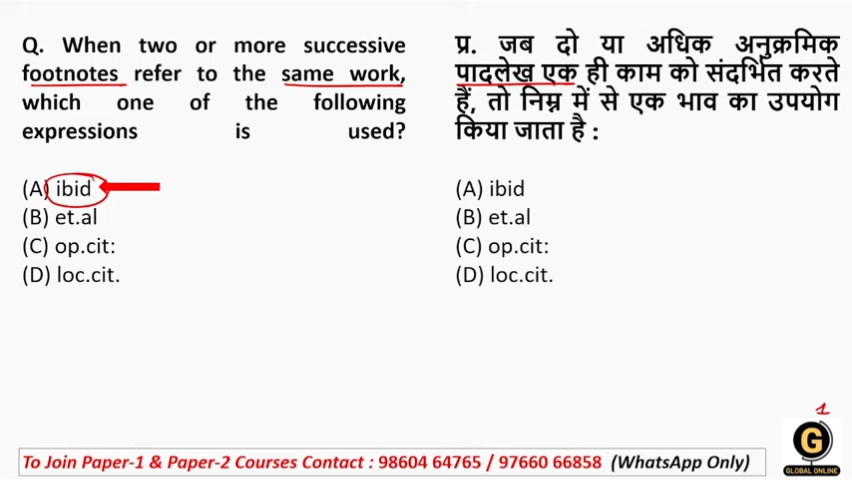 Q. When two or more successive
footnotes refer to the same work,
which one of the following
expressions is used?
(A) ibid
(B) et.al
(C) op.cit:
(D) loc.cit.
प्र. जब दो या अधिक अनुक्रमिक
पादलेख एक ही काम को संदर्भित करते
हैं, तो निम्न में से एक भाव का उपयोग
किया जाता है :
(A) ibid
(B) et.al
(C) op.cit:
(D) loc.cit.
1
G
GLOBAL ONLINE
To Join Paper-1 & Paper-2 Courses Contact : 98604 64765 / 97660 66858 (WhatsApp Only)